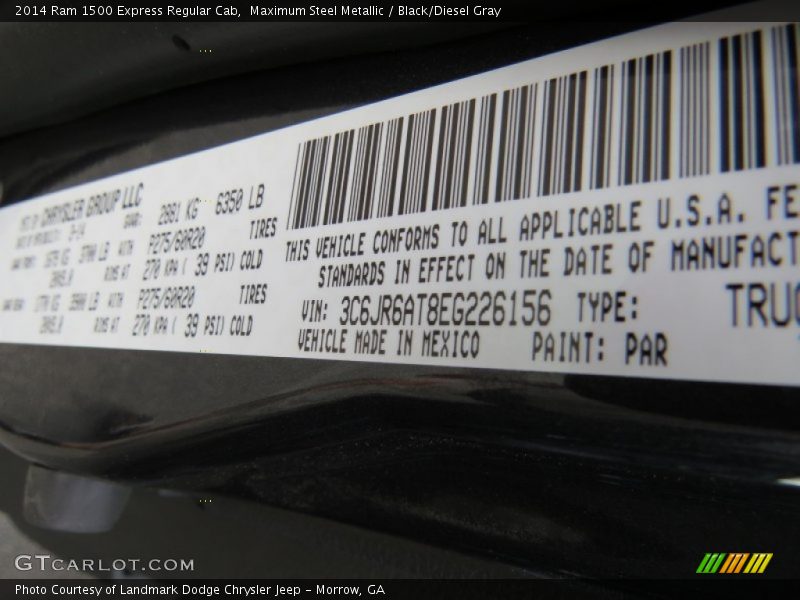 2014 Ram 1500 Express Regular Cab,  Maximum Steel Metallic / Black/Diesel Gray
CHRYSLER GROUP LLC
2881 KG 6350 LB
P275/60R20 TIRES
270 KPA ( 39 PSI) COLD
P275/60R20 TIRES
RIMS AT 270 KPA ( 39 PSI) COLD
THIS VEHICLE CONFORMS TO ALL APPLICABLE U.S.A. FE
STANDARDS IN EFFECT ON THE DATE OF MANUFACT
VIN: 3C6JR6AT8EG226156 TYPE: TRUC
VEHICLE MADE IN MEXICO PAINT: PAR
GTCARLOT.COM
Photo Courtesy of Landmark Dodge Chrysler Jeep - Morrow, GA